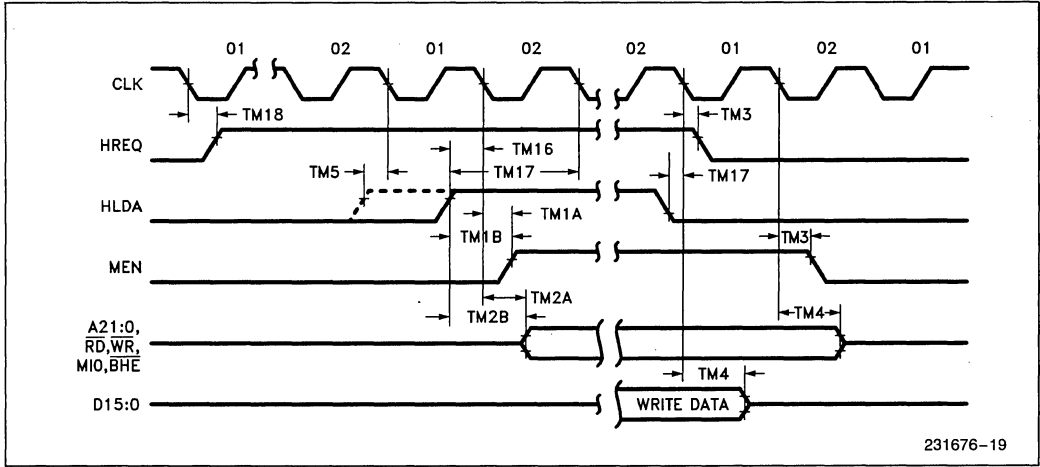 01 02 01 02 02 01 02 01
CLK
TM18 TM3
HREQ
TM16
TM5 TM17 TM17
HLDA
TM1A
TM1B TM3
MEN
TM2A
TM2B TM4
A21:0,
RD,WR,
MIO,BHE
TM4
D15:0 WRITE DATA
231676-19